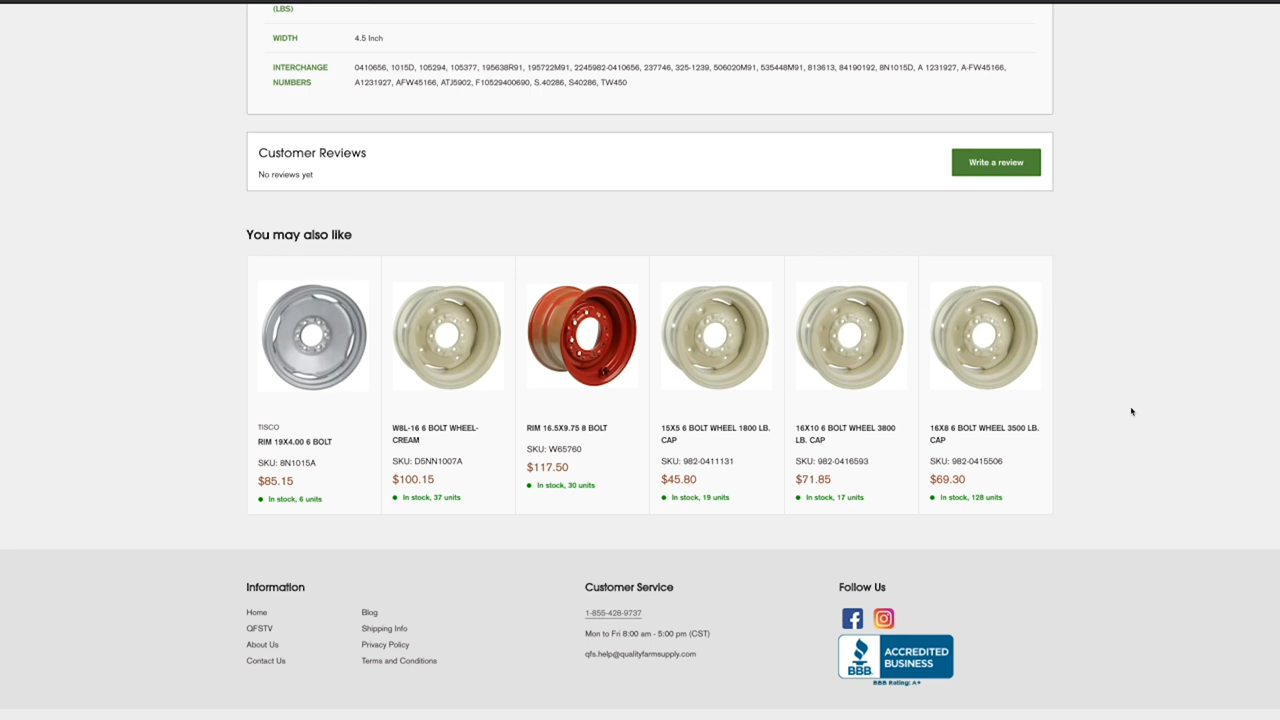 (LBS)
WIDTH 4.5 Inch
INTERCHANGE NUMBERS 0410656, 1015D, 105294, 105377, 195638R91, 195722M91, 2245982-0410656, 237746, 325-1239, 506020M91, 535448M91, 813613, 84190192, 8N1015D, A 1231927, A-FW45166,
A1231927, AFW45166, ATJ5902, F10529400690, S.40286, S40286, TW450
Customer Reviews
No reviews yet
Write a review
You may also like
TISCO
RIM 19X4.00 6 BOLT
SKU: 8N1015A
$85.15
In stock, 6 units
W8L-16 6 BOLT WHEEL-
CREAM
SKU: D5NN1007A
$100.15
In stock, 37 units
RIM 16.5X9.75 8 BOLT
SKU: W65760
$117.50
In stock, 30 units
15X5 6 BOLT WHEEL 1800 LB.
CAP
SKU: 982-0411131
$45.80
In stock, 19 units
16X10 6 BOLT WHEEL 3800
LB. CAP
SKU: 982-0416593
$71.85
In stock, 17 units
16X8 6 BOLT WHEEL 3500 LB.
CAP
SKU: 982-0415506
$69.30
In stock, 128 units
Information
Home
QFSTV
About Us
Contact Us
Blog
Shipping Info
Privacy Policy
Terms and Conditions
Customer Service
1-855-428-9737
Mon to Fri 8:00 am - 5:00 pm (CST)
qfs.help@qualityfarmsupply.com
Follow Us
BBB
ACCREDITED
BUSINESS
BBB Rating: A+